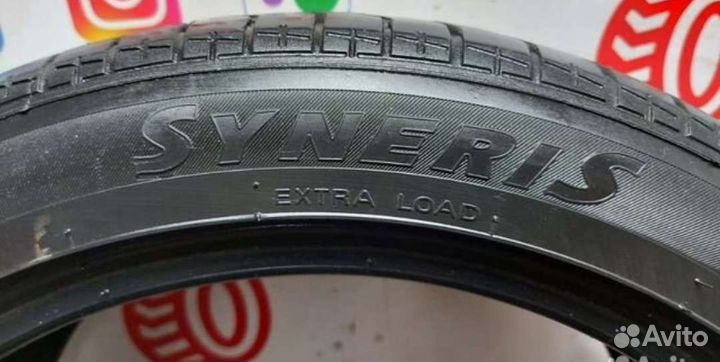 SYNERIS
EXTRA LOAD
Avito